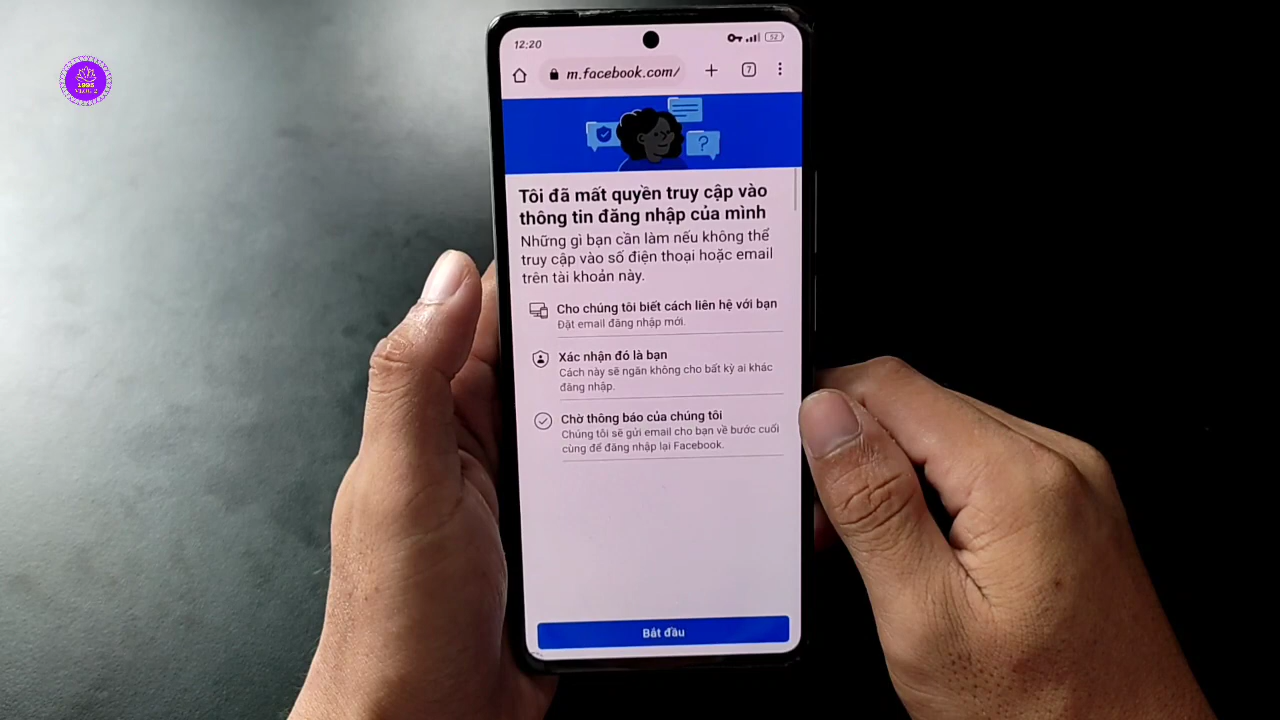 12:20
52
m.facebook.com/
7
1995
VLOG 2
?
Tôi đã mất quyền truy cập vào
thông tin đăng nhập của mình
Những gì bạn cần làm nếu không thể
truy cập vào số điện thoại hoặc email
trên tài khoản này.
Cho chúng tôi biết cách liên hệ với bạn
Đặt email đăng nhập mới.
Xác nhận đó là bạn
Cách này sẽ ngăn không cho bất kỳ ai khác
đăng nhập.
Chờ thông báo của chúng tôi
Chúng tôi sẽ gửi email cho bạn về bước cuối
cùng để đăng nhập lại Facebook.
Bắt đầu